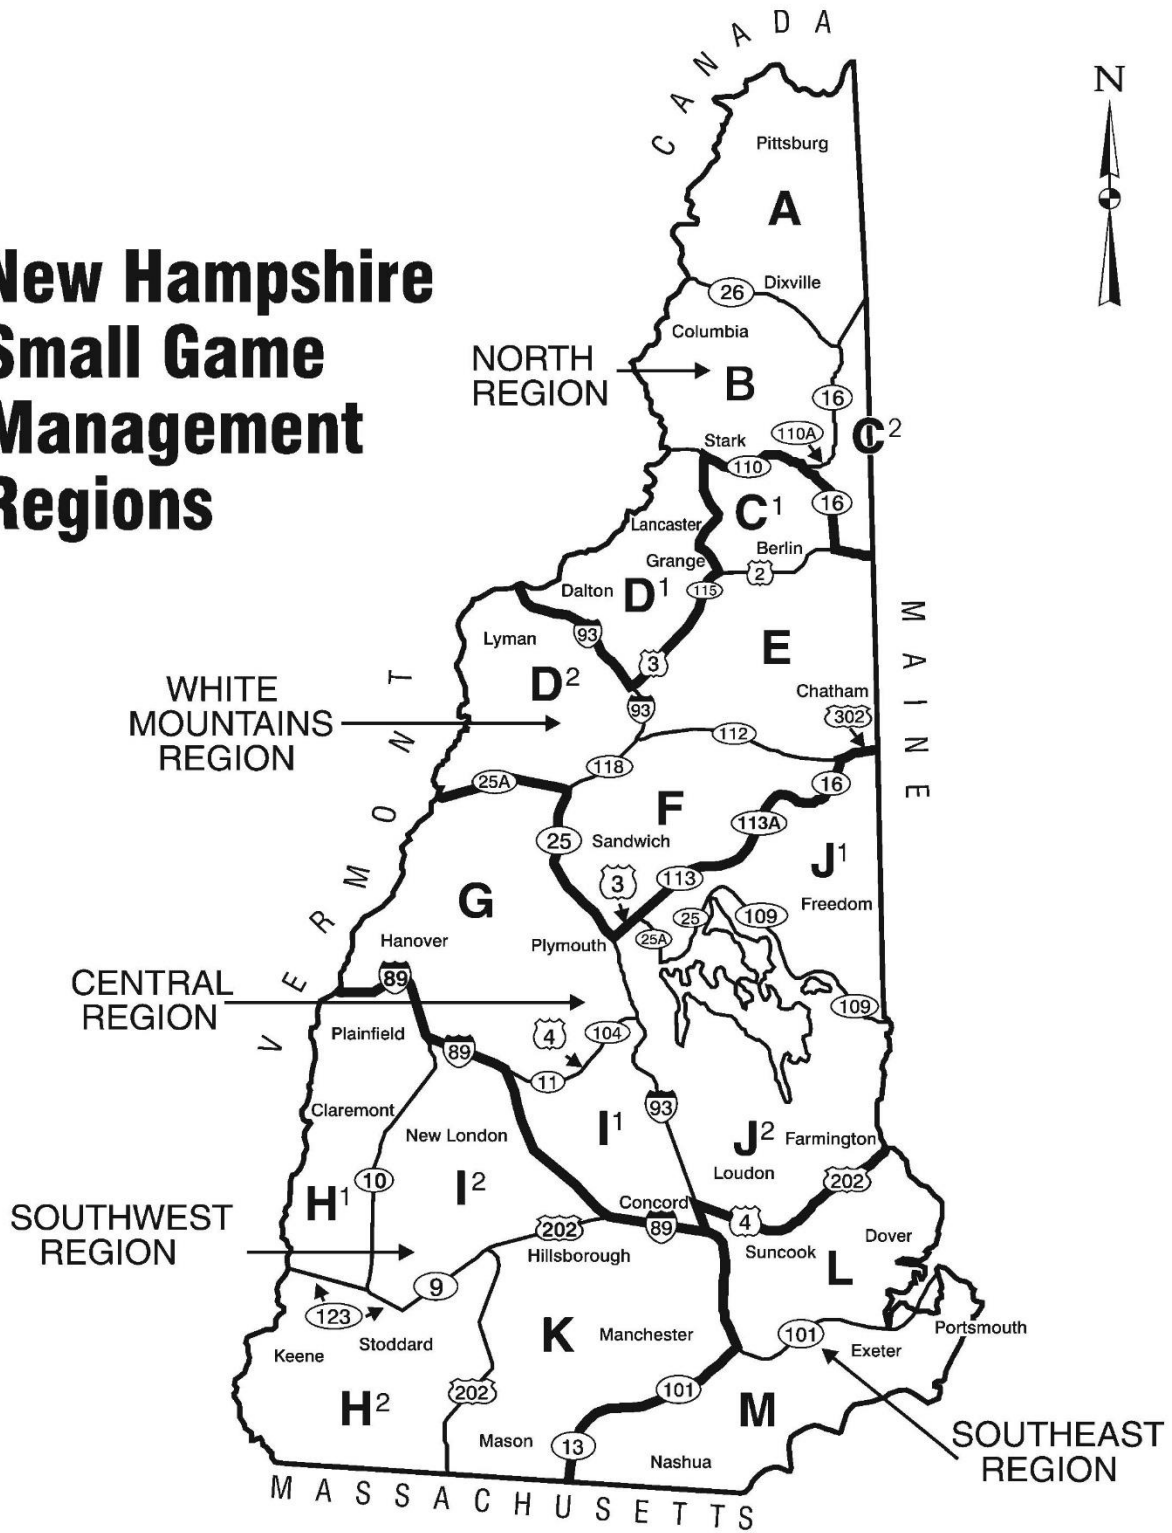 CANADA
N
Pittsburg
A
New Hampshire
Small Game
Management
Regions
26
Dixville
Columbia
NORTH
REGION
B
16
110A
C2
Stark
110
C1
16
Lancaster
Grange
Berlin
2
Dalton
D1
115
MAINE
Lyman
93
3
E
D2
Chatham
302
93
WHITE
MOUNTAINS
REGION
VERMONT
112
118
25A
16
F
113A
25
Sandwich
J1
3
113
G
Freedom
25
109
Hanover
Plymouth
25A
89
CENTRAL
REGION
109
Plainfield
4
104
89
11
93
Claremont
I1
New London
J2
Farmington
Loudon
10
I2
202
H1
Concord
SOUTHWEST
REGION
202
89
4
Hillsborough
Suncook
Dover
L
9
123
Stoddard
K
Manchester
101
Portsmouth
Keene
Exeter
202
101
H2
M
Mason
13
SOUTHEAST
REGION
Nashua
MASSACHUSETTS